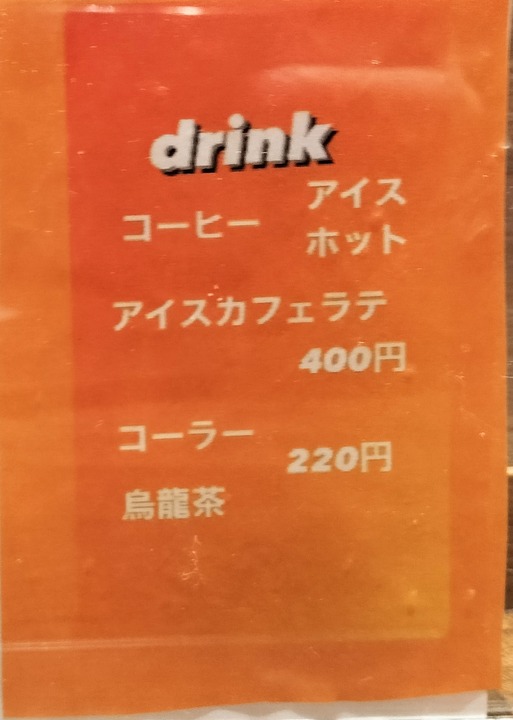 drink
コーヒー アイス
ホット
アイスカフェラテ
400円
コーラー
220円
烏龍茶